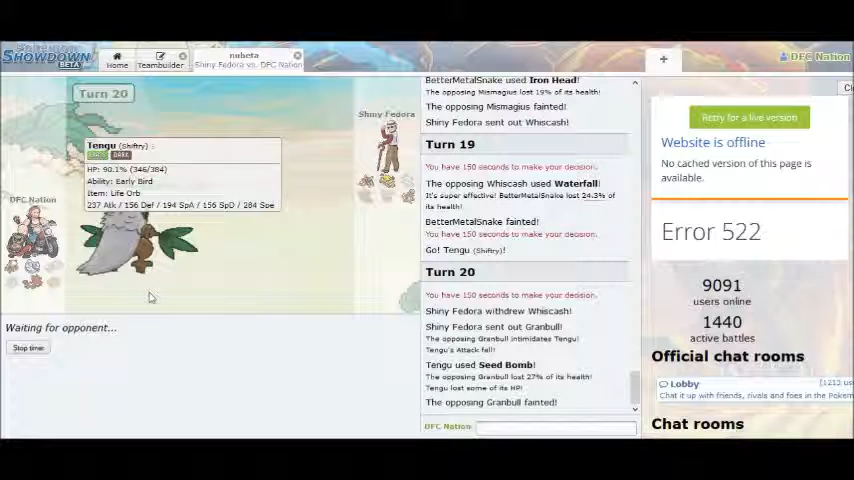 Pokémon
SHOWDOWN
BETA
Home
Teambuilder
nubeta
Shiny Fedora vs. DFC Nation
+
DFC Nation
Turn 20
Tengu (Shiftry)
DARK
HP: 90.1% (346/384)
Ability: Early Bird
Item: Life Orb
237 Atk / 156 Def / 194 SpA / 156 SpD / 284 Spe
Shiny Fedora
DFC Nation
Waiting for opponent...
Stop timer
BetterMetalSnake used Iron Head!
The opposing Mismagius lost 19% of its health!
The opposing Mismagius fainted!
Shiny Fedora sent out Whiscash!
Turn 19
You have 150 seconds to make your decision.
The opposing Whiscash used Waterfall!
It's super effective! BetterMetalSnake lost 24.3% of
its health!
BetterMetalSnake fainted!
You have 150 seconds to make your decision.
Go! Tengu (Shiftry)!
Turn 20
You have 150 seconds to make your decision.
Shiny Fedora withdrew Whiscash!
Shiny Fedora sent out Granbull!
The opposing Granbull intimidates Tengu!
Tengu's Attack fell!
Tengu used Seed Bomb!
The opposing Granbull lost 27% of its health!
Tengu lost some of its HP!
The opposing Granbull fainted!
DFC Nation
Retry for a live version
Website is offline
No cached version of this page is
available.
Error 522
9091
users online
1440
active battles
Official chat rooms
Lobby
Chat it up with friends, rivals and foes in the Pokem
Chat rooms